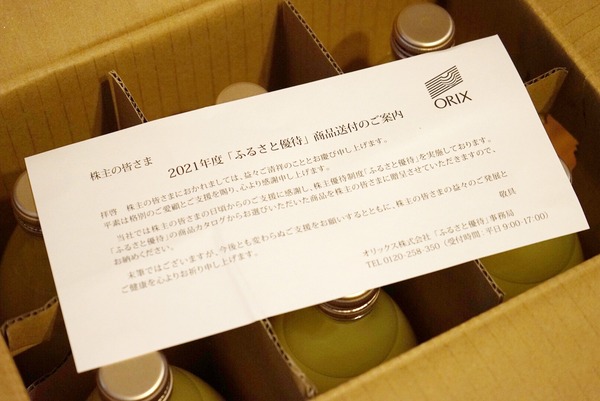 ORIX
株主の皆さま
2021年度「ふるさと優待」商品送付のご案内
拝啓 株主の皆さまにおかれましては、益々ご清祥のこととお慶び申し上げます。
平素は格別のご愛顧とご支援を賜り、心より感謝申し上げます。
当社では株主の皆さまの日頃からのご支援に感謝し、株主優待制度「ふるさと優待」を実施しております。
「ふるさと優待」の商品カタログからお選びいただいた商品を株主の皆さまに贈呈させていただきますので、
お納めください。
末筆ではございますが、今後とも変わらぬご支援をお願いするとともに、株主の皆さまの益々のご発展と
ご健康を心よりお祈り申し上げます。
敬具
オリックス株式会社「ふるさと優待」事務局
TEL 0120-258-350（受付時間：平日 9:00-17:00）